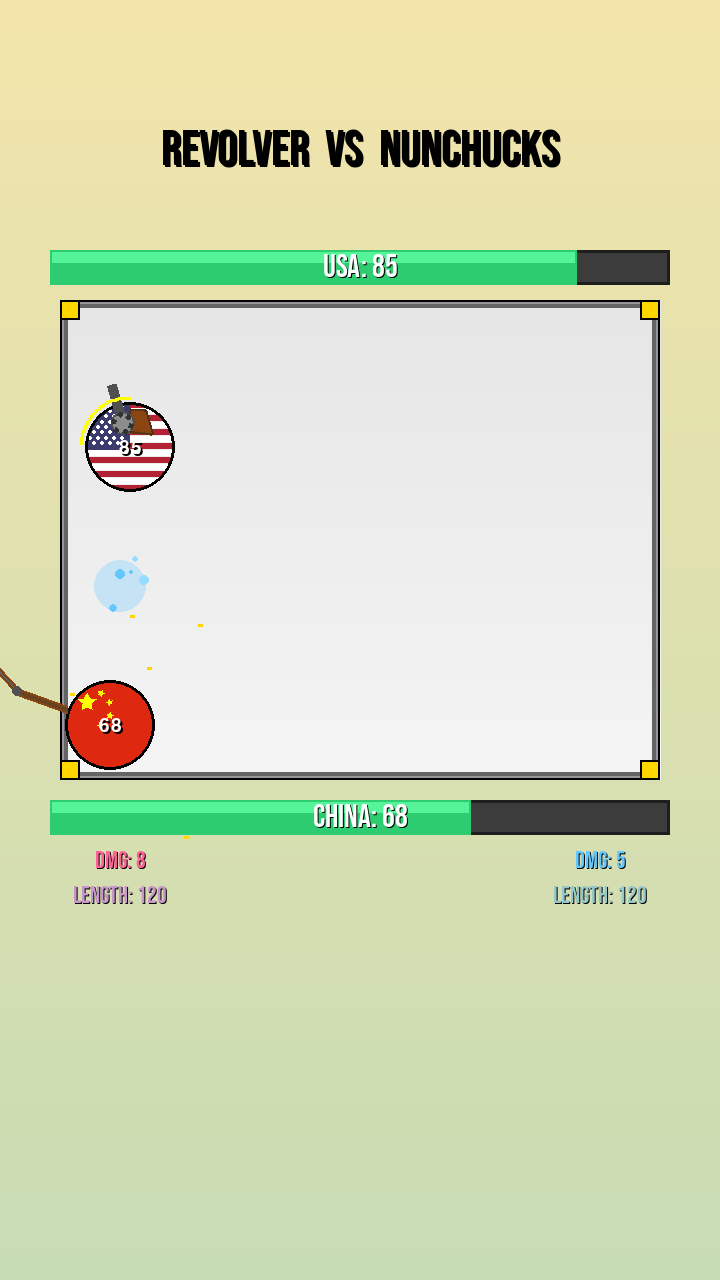 REVOLVER VS NUNCHUCKS
USA: 85
85
68
CHINA: 68
DMG: 8
DMG: 5
LENGTH: 120
LENGTH: 120